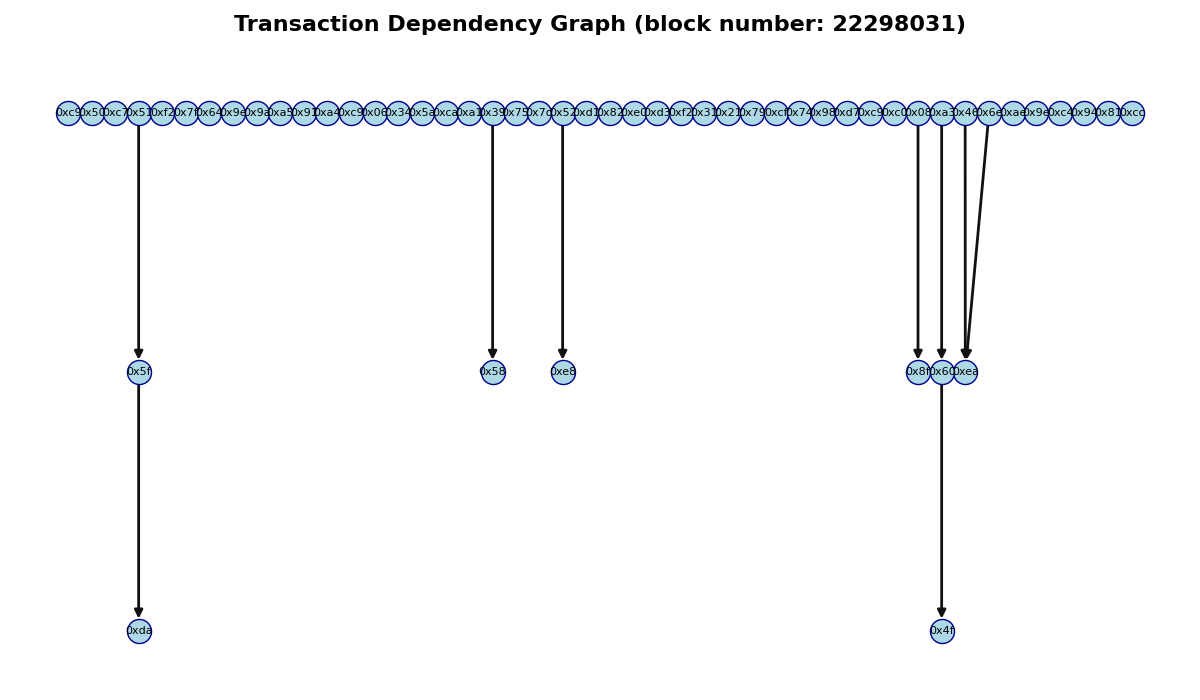 Transaction Dependency Graph (block number: 22298031)
0xc9 0x50 0xc7 0x51 0xf2 0x7f 0x64 0x9e 0x9a 0xa5 0x91 0xa4 0xc9 0x06 0x34 0x5a 0xca 0xa1 0x39 0x75 0x7c 0x52 0xd1 0x82 0xe0 0xd3 0xf2 0x31 0x21 0x79 0xcf 0x74 0x98 0xd7 0xc9 0xc0 0x08 0xa3 0x46 0x6e 0xae 0x9e 0xc4 0x94 0x81 0xcc
0x5f 0x58 0xe8 0x8f 0x60 0xea
0xda 0x4f